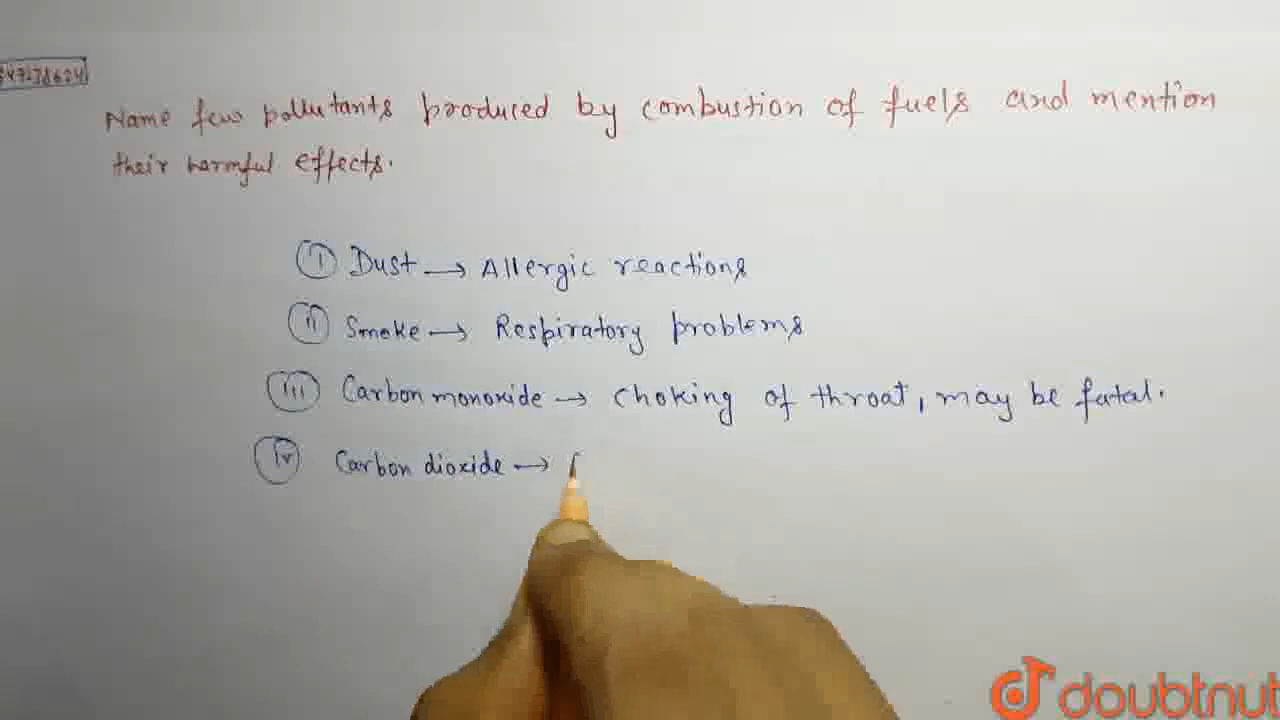 Name few pollutants produced by combustion of fuels and mention
their harmful effects.
i Dust → Allergic reactions
ii Smoke → Respiratory problems
iii Carbon monoxide → Choking of throat, may be fatal.
iv Carbon dioxide →
doubtnut